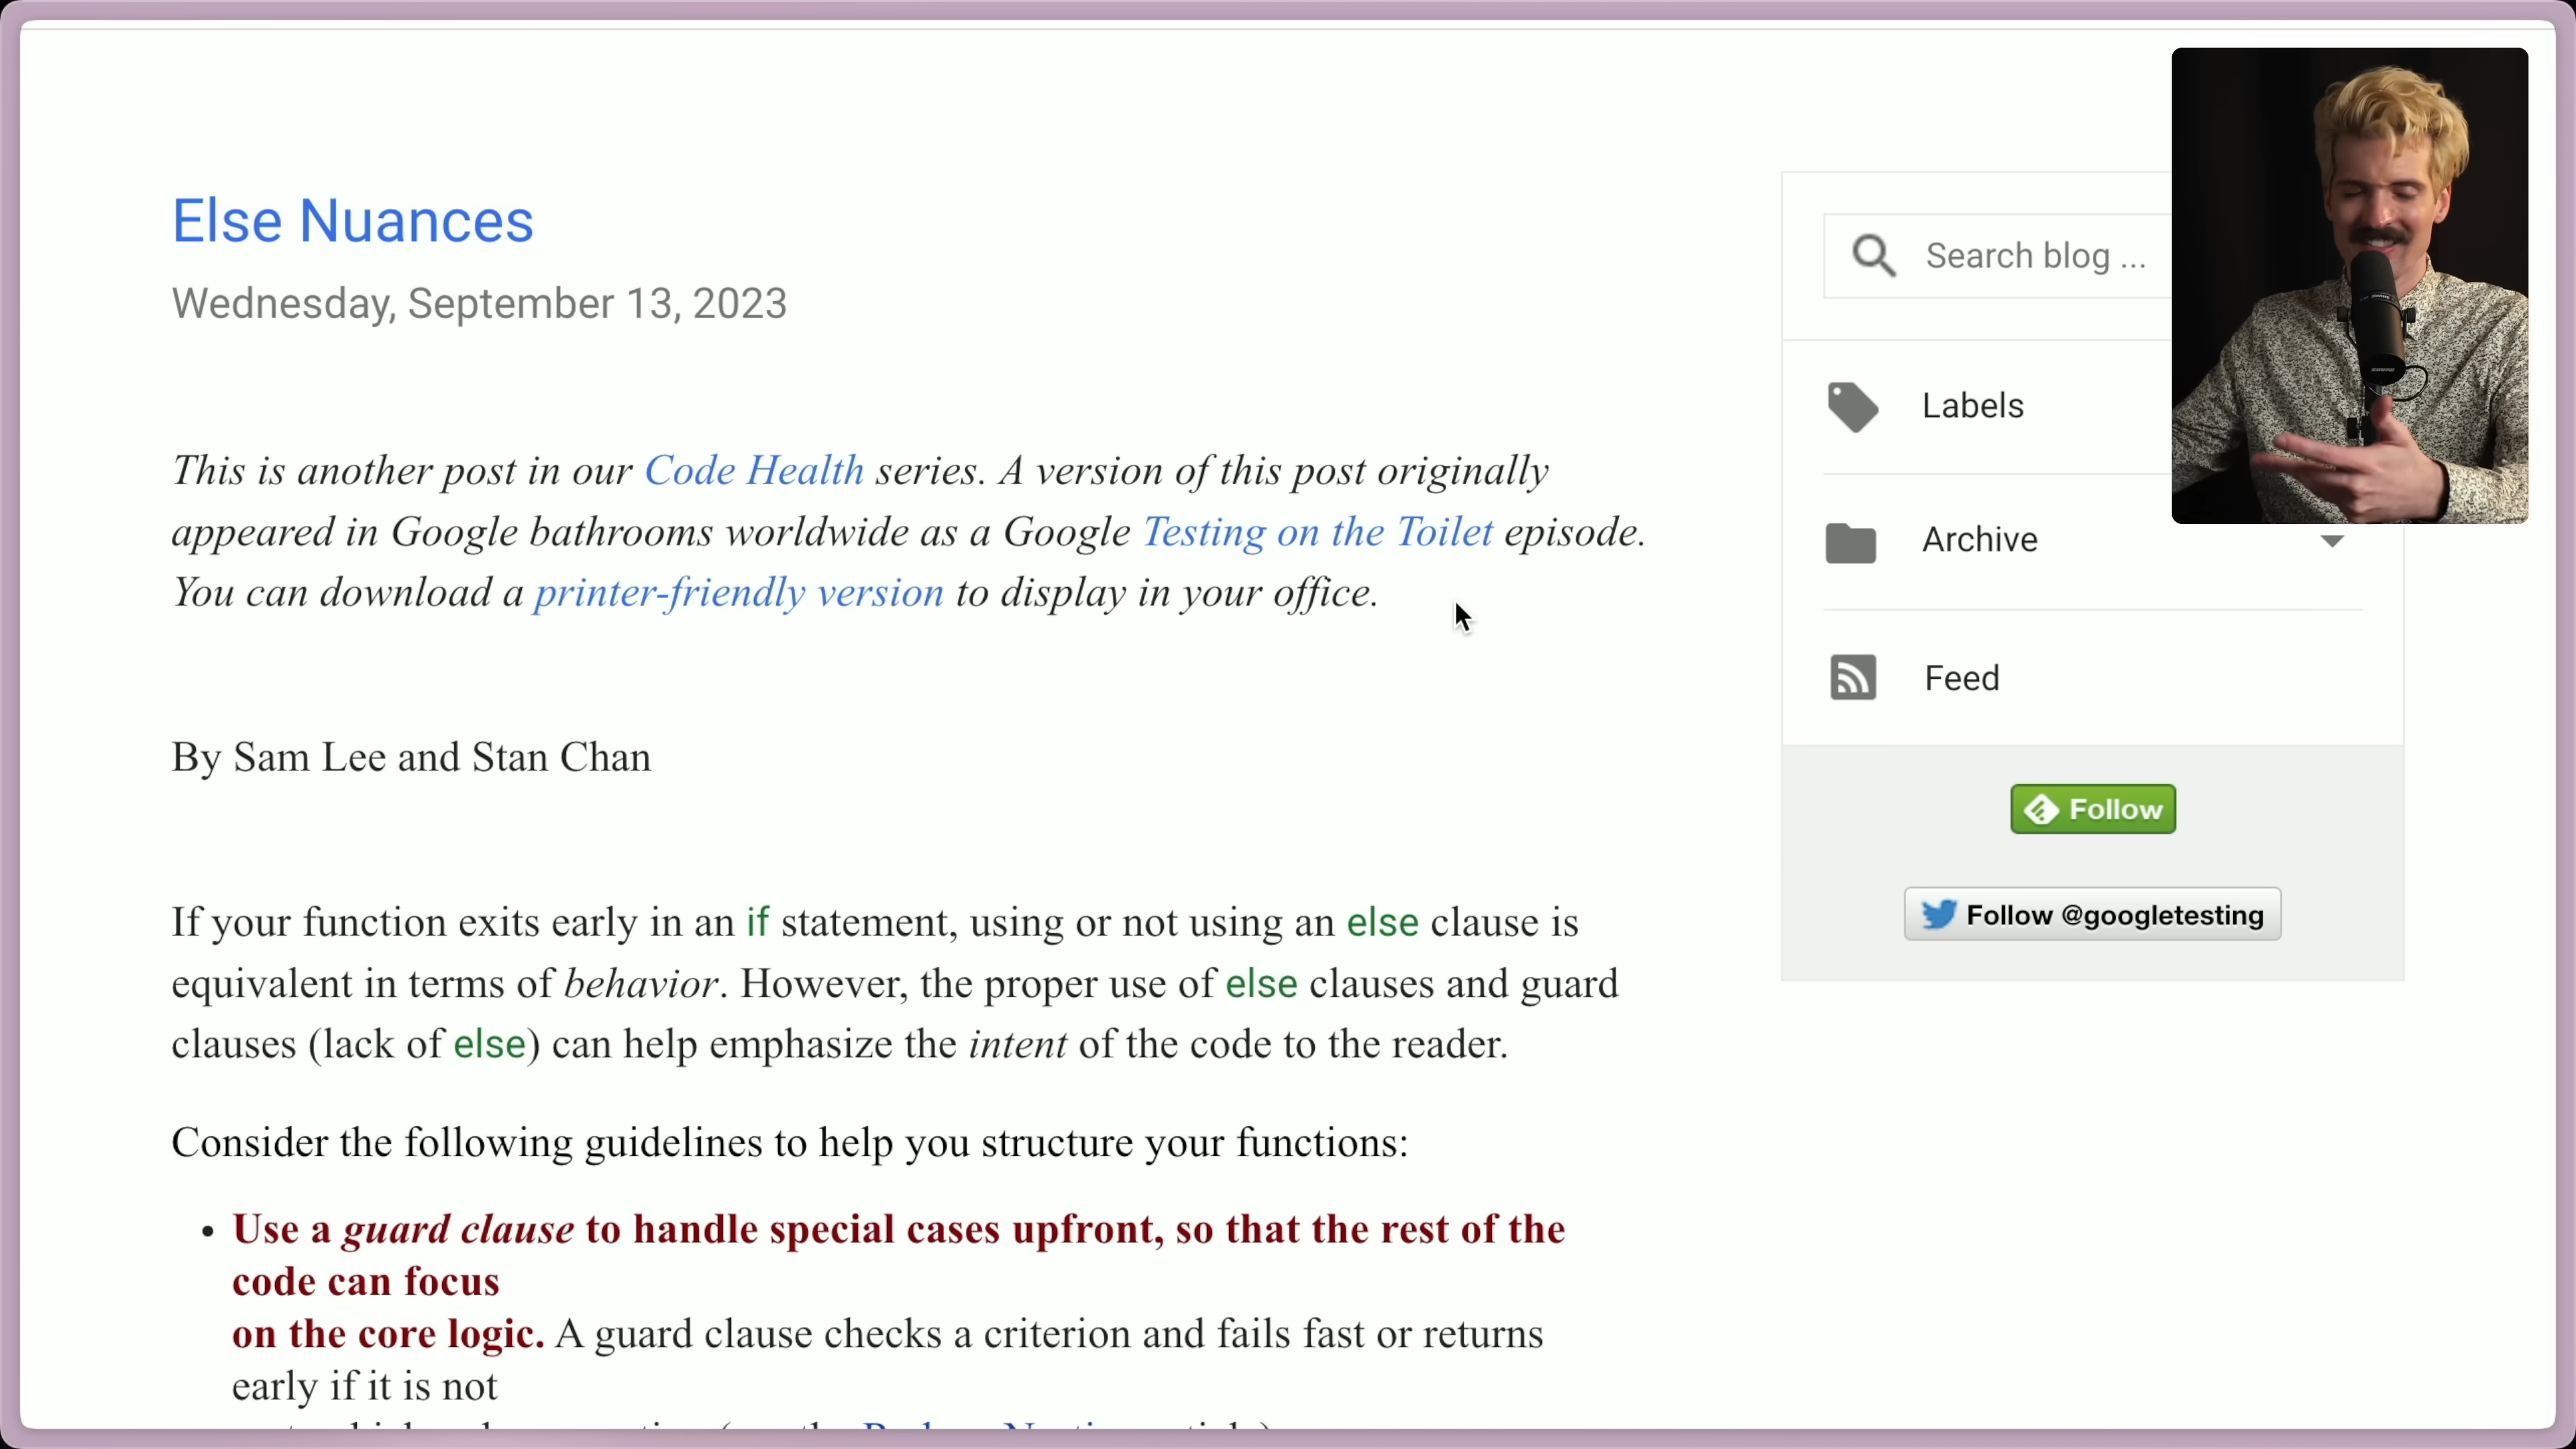 Else Nuances
Wednesday, September 13, 2023
This is another post in our Code Health series. A version of this post originally
appeared in Google bathrooms worldwide as a Google Testing on the Toilet episode.
You can download a printer-friendly version to display in your office.
By Sam Lee and Stan Chan
If your function exits early in an if statement, using or not using an else clause is
equivalent in terms of behavior. However, the proper use of else clauses and guard
clauses (lack of else) can help emphasize the intent of the code to the reader.
Consider the following guidelines to help you structure your functions:
• Use a guard clause to handle special cases upfront, so that the rest of the
code can focus
on the core logic. A guard clause checks a criterion and fails fast or returns
early if it is not
Search blog ...
Labels
Archive
Feed
Follow
Follow @googletesting